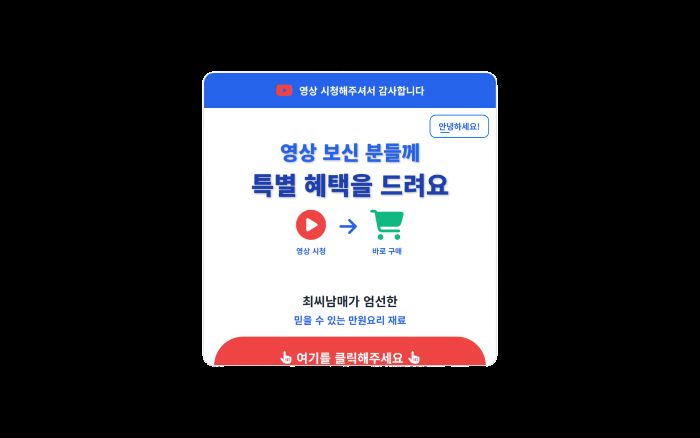 영상 시청해주셔서 감사합니다
안녕하세요!
영상 보신 분들께
특별 혜택을 드려요
영상 시청
바로 구매
최씨남매가 엄선한
믿을 수 있는 만원요리 재료
여기를 클릭해주세요